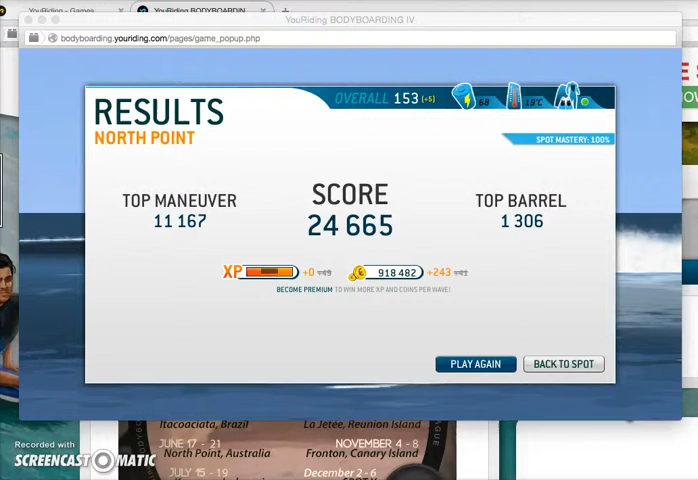 YouRiding - Games
YouRiding BODYBOARDIN
YouRiding BODYBOARDING IV
bodyboarding.youriding.com/pages/game_popup.php
RESULTS
NORTH POINT
OVERALL 153 (+5)
68
19°C
SPOT MASTERY: 100%
TOP MANEUVER
11 167
SCORE
24 665
TOP BARREL
1 306
XP +0
918 482 +243
BECOME PREMIUM TO WIN MORE XP AND COINS PER WAVE!
PLAY AGAIN
BACK TO SPOT
Itacoaciata, Brazil
La Jetée, Reunion Island
JUNE 17 - 21
NOVEMBER 4 - 8
North Point, Australia
Fronton, Canary Island
JULY 15 - 19
December 2 - 6
Recorded with
SCREENCAST-O-MATIC